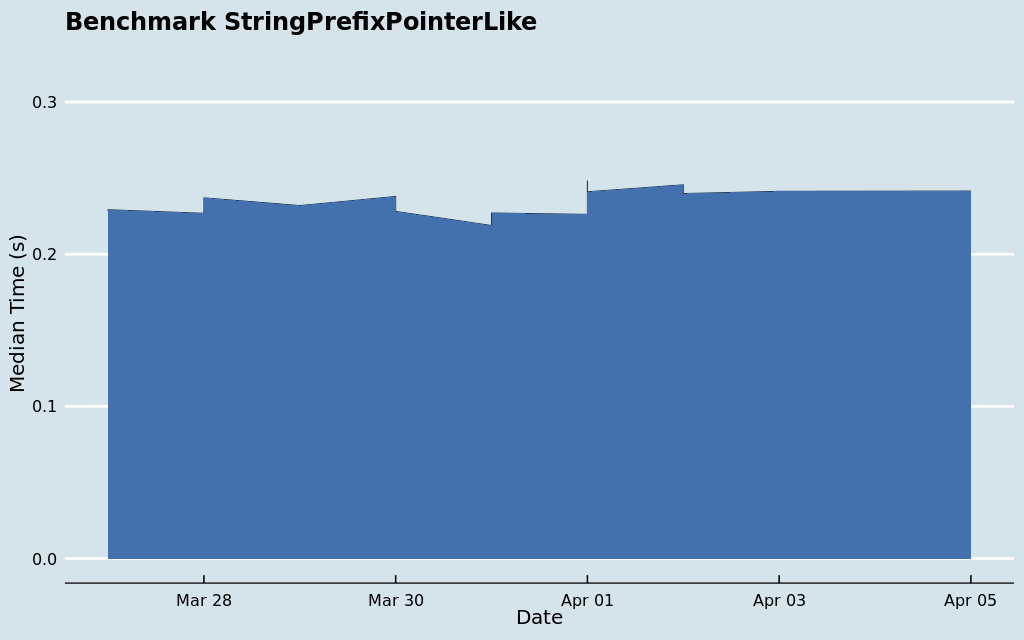 Benchmark StringPrefixPointerLike
0.3
0.2
0.1
0.0
Median Time (s)
Mar 28
Mar 30
Apr 01
Apr 03
Apr 05
Date